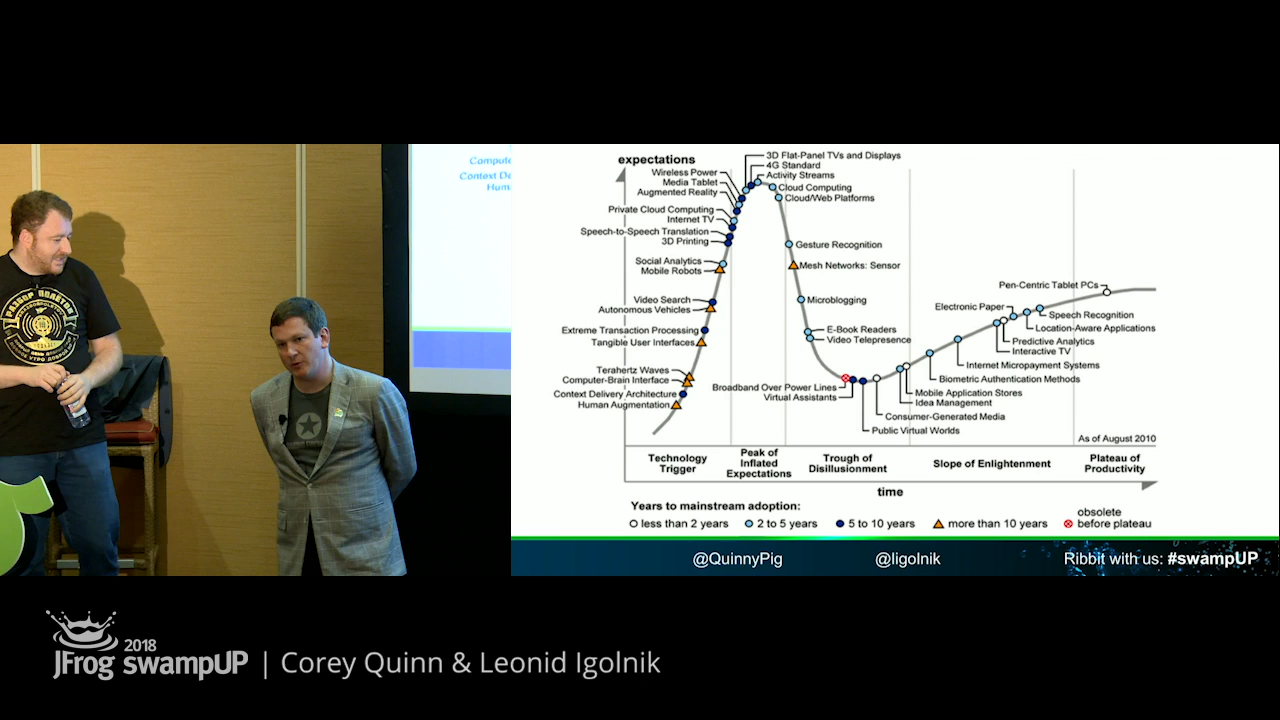 РАЗБОР ПОЛЁТОВ
Compute
Context De
Hum
expectations
3D Flat-Panel TVs and Displays
4G Standard
Activity Streams
Wireless Power
Media Tablet
Augmented Reality
Cloud Computing
Cloud/Web Platforms
Private Cloud Computing
Internet TV
Speech-to-Speech Translation
3D Printing
Gesture Recognition
Social Analytics
Mobile Robots
Mesh Networks: Sensor
Video Search
Autonomous Vehicles
Microblogging
Extreme Transaction Processing
Tangible User Interfaces
E-Book Readers
Video Telepresence
Terahertz Waves
Computer-Brain Interface
Context Delivery Architecture
Human Augmentation
Broadband Over Power Lines
Virtual Assistants
Public Virtual Worlds
Consumer-Generated Media
Idea Management
Mobile Application Stores
Biometric Authentication Methods
Internet Micropayment Systems
Interactive TV
Predictive Analytics
Electronic Paper
Location-Aware Applications
Speech Recognition
Pen-Centric Tablet PCs
As of August 2010
Technology
Trigger
Peak of
Inflated
Expectations
Trough of
Disillusionment
Slope of Enlightenment
Plateau of
Productivity
time
Years to mainstream adoption:
less than 2 years
2 to 5 years
5 to 10 years
more than 10 years
obsolete
before plateau
@QuinnyPig
@ligolnik
Ribbit with us: #swampUP
2018
JFrog swampUP | Corey Quinn & Leonid Igolnik